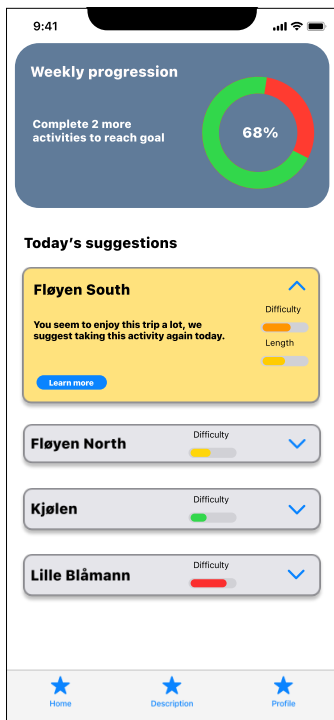 9:41
Weekly progression
Complete 2 more
activities to reach goal
68%
Today's suggestions
Fløyen South
Difficulty
You seem to enjoy this trip a lot, we
suggest taking this activity again today.
Length
Learn more
Fløyen North
Difficulty
Kjølen
Difficulty
Lille Blåmann
Difficulty
Home
Description
Profile